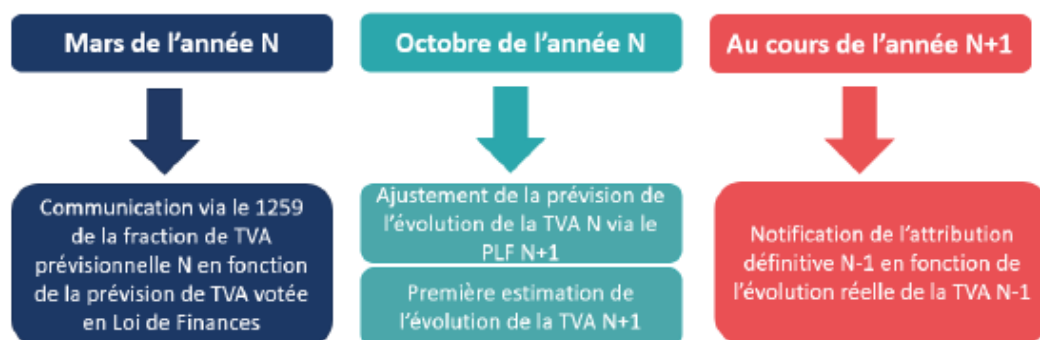 Mars de l'année N
Octobre de l'année N
Au cours de l'année N+1
Communication via le 1259
de la fraction de TVA
prévisionnelle N en fonction
de la prévision de TVA votée
en Loi de Finances
Ajustement de la prévision de
l'évolution de la TVA N via le
PLF N+1
Première estimation de
l'évolution de la TVA N+1
Notification de l'attribution
définitive N-1 en fonction de
l'évolution réelle de la TVA N-1